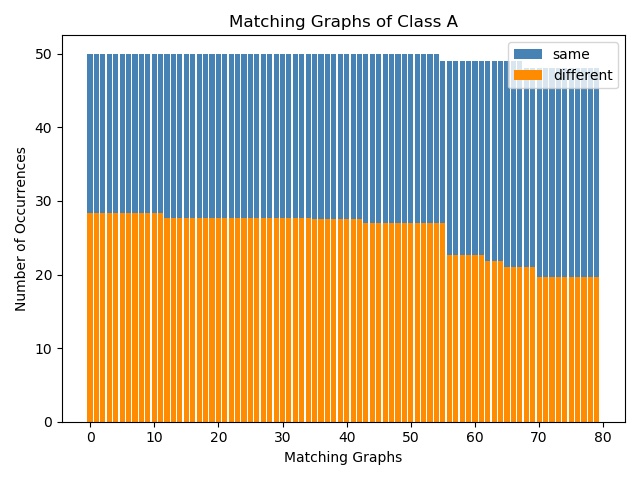 Matching Graphs of Class A
same
different
Number of Occurrences
50
40
30
20
10
0
0 10 20 30 40 50 60 70 80
Matching Graphs